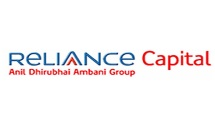 RELIANCE Capital
Anil Dhirubhai Ambani Group